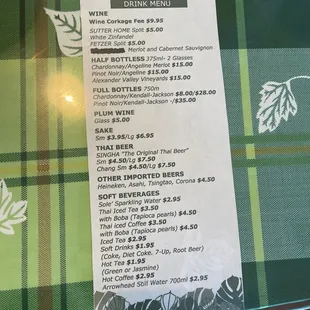 DRINK MENU
WINE
Wine Corkage Fee $9.95
SUTTER HOME Split $5.00
White Zinfandel
FETZER Split $5.00
Merlot and Cabernet Sauvignon
HALF BOTTLESS 375ml- 2 Glasses
Chardonnay/Angeline Merlot $15.00
Pinot Noir/Angeline $15.00
Alexander Valley Vineyards $15.00
FULL BOTTLES 750m
Chardonnay/Kendall-Jackson $8.00/$28.00
Pinot Noir/Kendall-Jackson -/$35.00
PLUM WINE
Glass $5.00
SAKE
Sm $3.95/Lg $6.95
THAI BEER
SINGHA "The Original Thai Beer"
Sm $4.50/Lg $7.50
Chang Sm $4.50/Lg $7.50
OTHER IMPORTED BEERS
Heineken, Asahi, Tsingtao, Corona $4.50
SOFT BEVERAGES
Sole' Sparkling Water $2.95
Thai Iced Tea $3.50
with Boba (Tapioca pearls) $4.50
Thai Iced Coffee $3.50
with Boba (Tapioca pearls) $4.50
Iced Tea $2.95
Soft Drinks $1.95
(Coke, Diet Coke. 7-Up, Root Beer)
Hot Tea $1.95
(Green or Jasmine)
Hot Coffee $2.95
Arrowhead Still Water 700ml $2.95